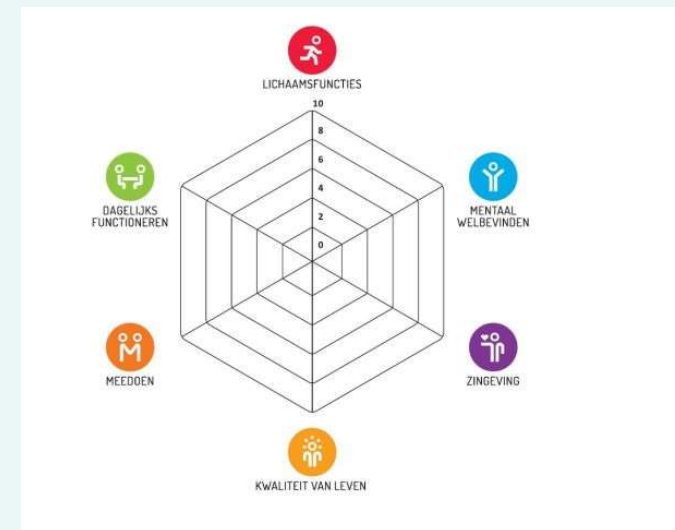 LICHAAMSFUNCTIES
10
8
6
4
2
0
DAGELIJKS
FUNCTIONEREN
MENTAAL
WELBEVINDEN
MEEDOEN
ZINGEVING
KWALITEIT VAN LEVEN